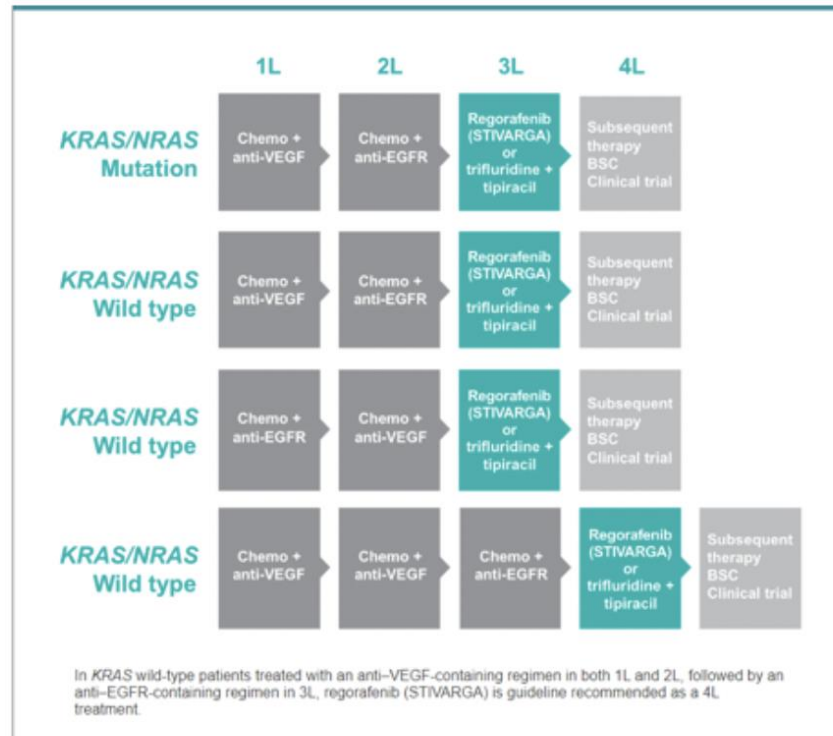 1L 2L 3L 4L
KRAS/NRAS
Mutation
Chemo +
anti-VEGF
Chemo +
anti-EGFR
Regorafenib
(STIVARGA)
or
trifluridine +
tipiracil
Subsequent
therapy
BSC
Clinical trial
KRAS/NRAS
Wild type
Chemo +
anti-VEGF
Chemo +
anti-EGFR
Regorafenib
(STIVARGA)
or
trifluridine +
tipiracil
Subsequent
therapy
BSC
Clinical trial
KRAS/NRAS
Wild type
Chemo +
anti-EGFR
Chemo +
anti-VEGF
Regorafenib
(STIVARGA)
or
trifluridine +
tipiracil
Subsequent
therapy
BSC
Clinical trial
KRAS/NRAS
Wild type
Chemo +
anti-VEGF
Chemo +
anti-VEGF
Chemo +
anti-EGFR
Regorafenib
(STIVARGA)
or
trifluridine +
tipiracil
Subsequent
therapy
BSC
Clinical trial
In KRAS wild-type patients treated with an anti–VEGF-containing regimen in both 1L and 2L, followed by an
anti–EGFR-containing regimen in 3L, regorafenib (STIVARGA) is guideline recommended as a 4L
treatment.